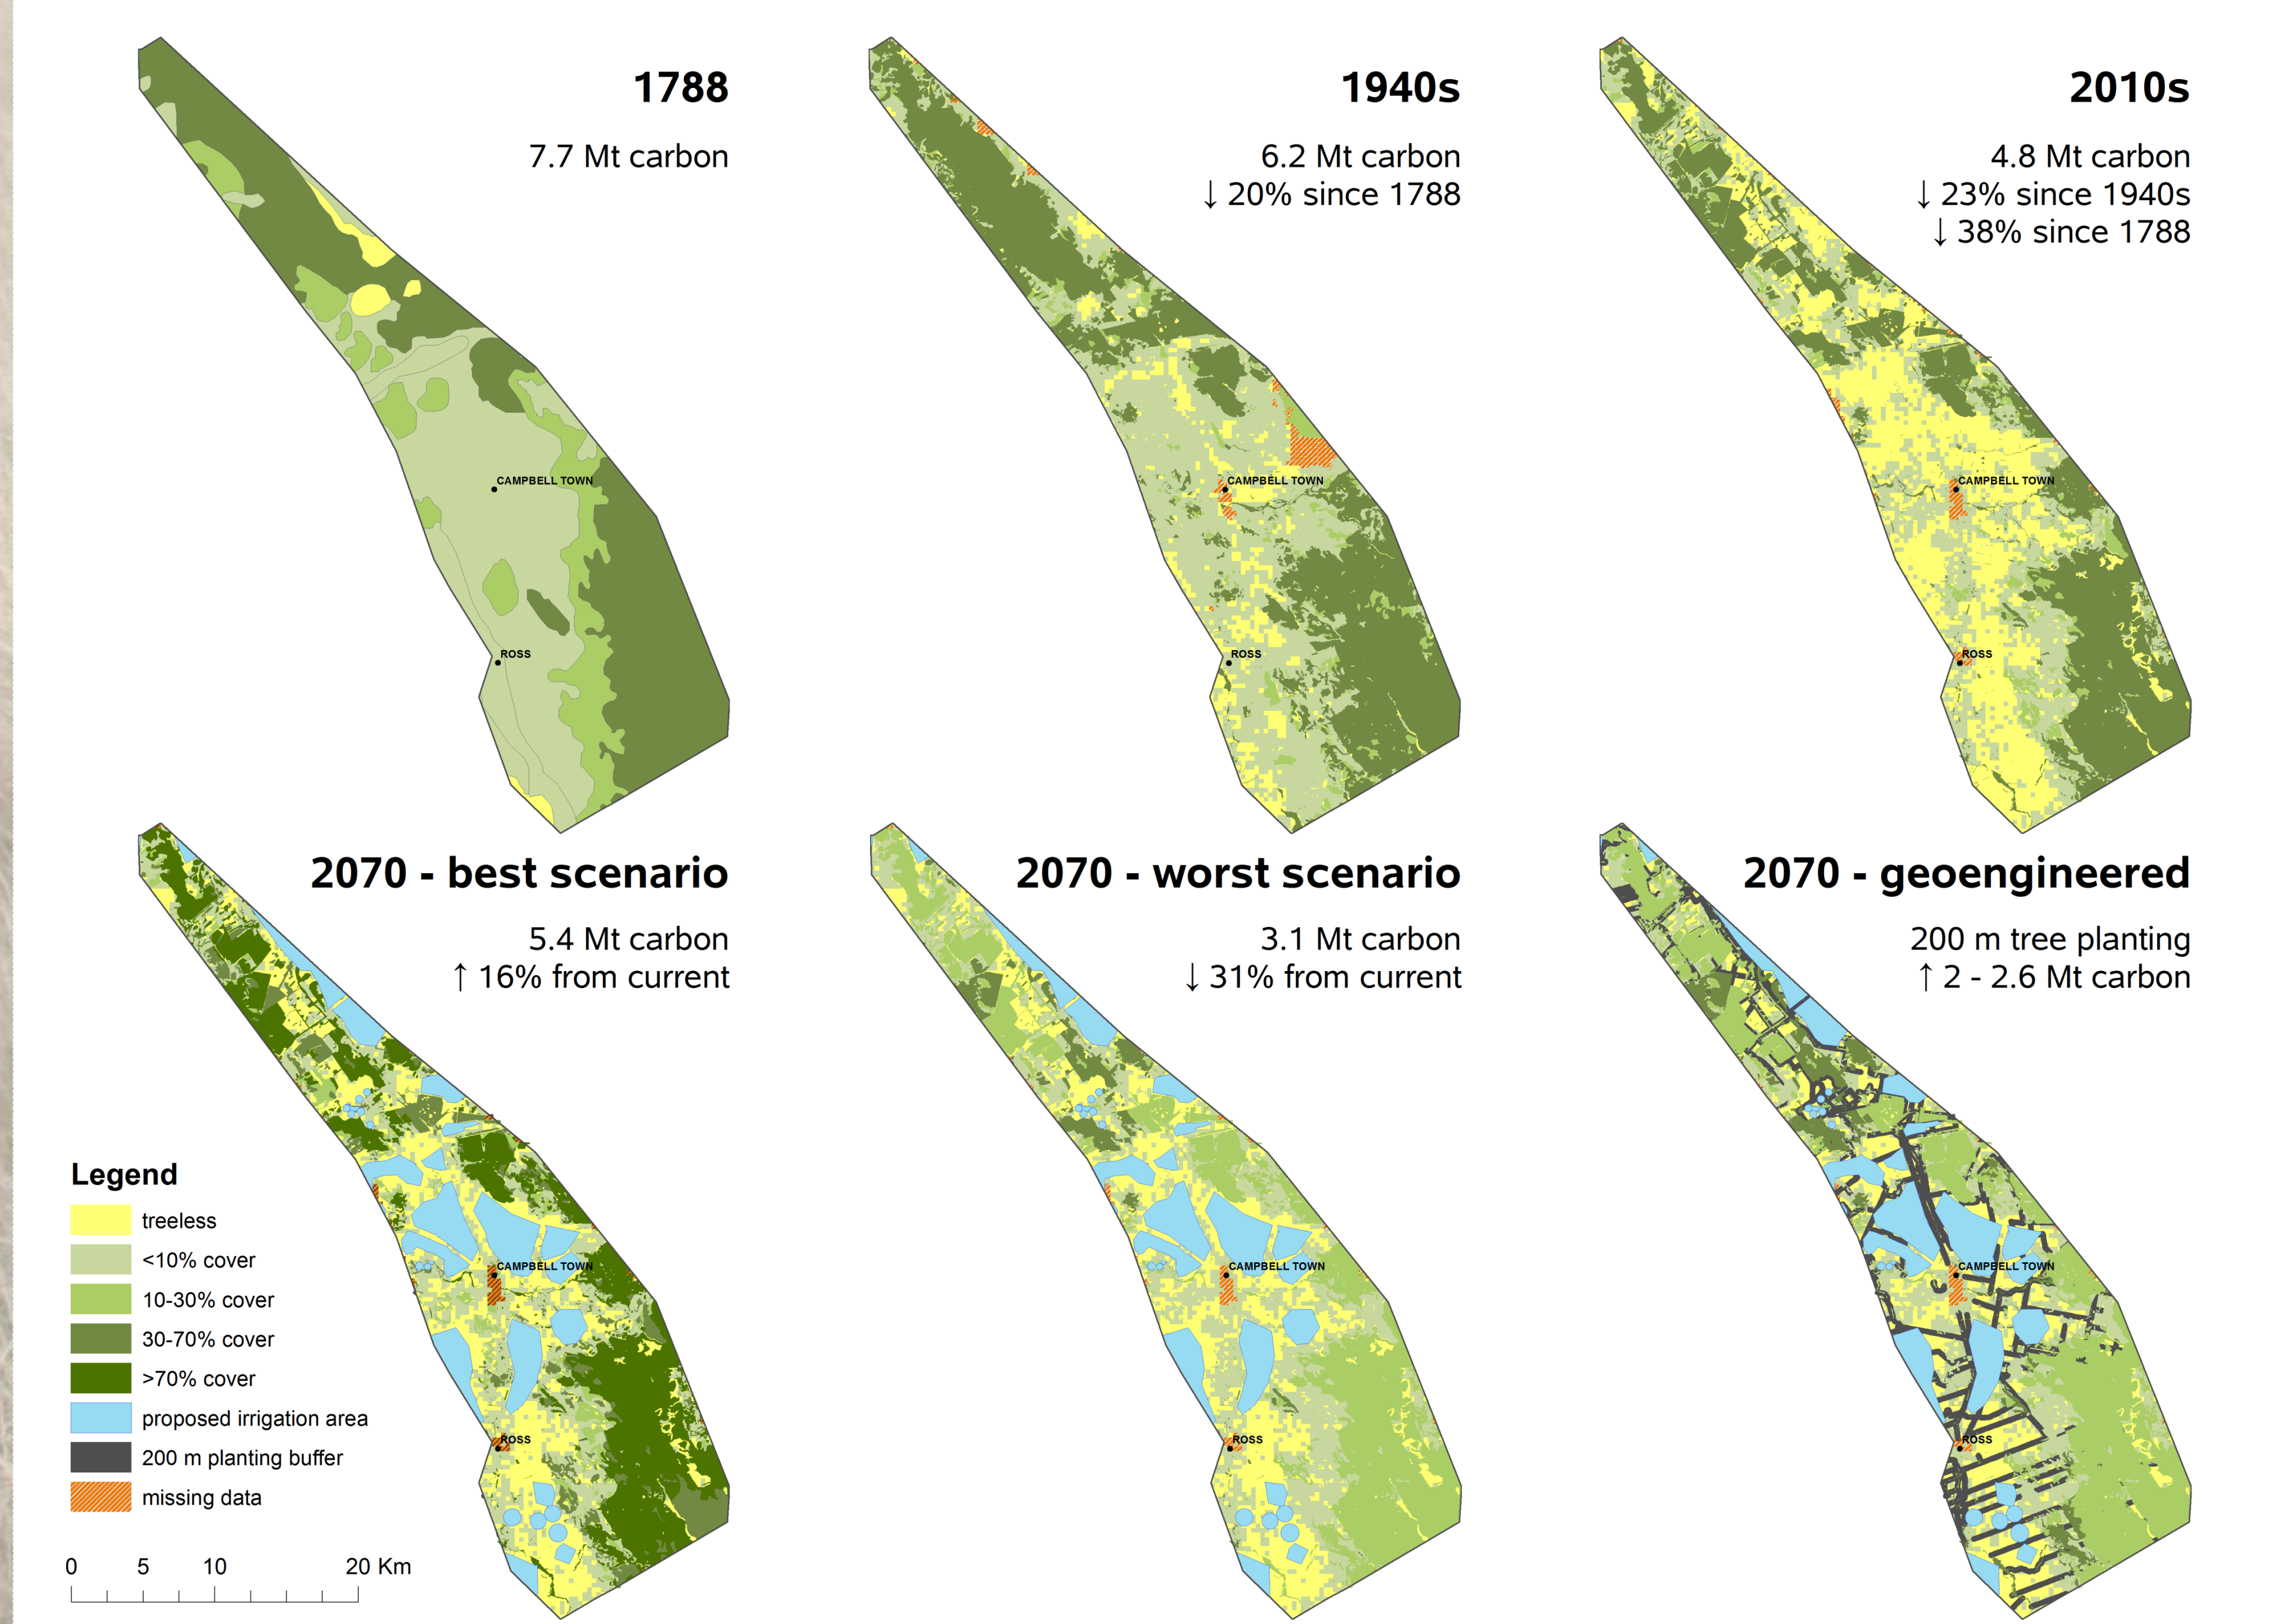 1788
7.7 Mt carbon
CAMPBELL TOWN
ROSS
1940s
6.2 Mt carbon
↓ 20% since 1788
CAMPBELL TOWN
ROSS
2010s
4.8 Mt carbon
↓ 23% since 1940s
↓ 38% since 1788
CAMPBELL TOWN
ROSS
2070 - best scenario
5.4 Mt carbon
↑ 16% from current
CAMPBELL TOWN
ROSS
2070 - worst scenario
3.1 Mt carbon
↓ 31% from current
CAMPBELL TOWN
ROSS
2070 - geoengineered
200 m tree planting
↑ 2 - 2.6 Mt carbon
CAMPBELL TOWN
ROSS
Legend
treeless
<10% cover
10-30% cover
30-70% cover
>70% cover
proposed irrigation area
200 m planting buffer
missing data
0 5 10 20 Km